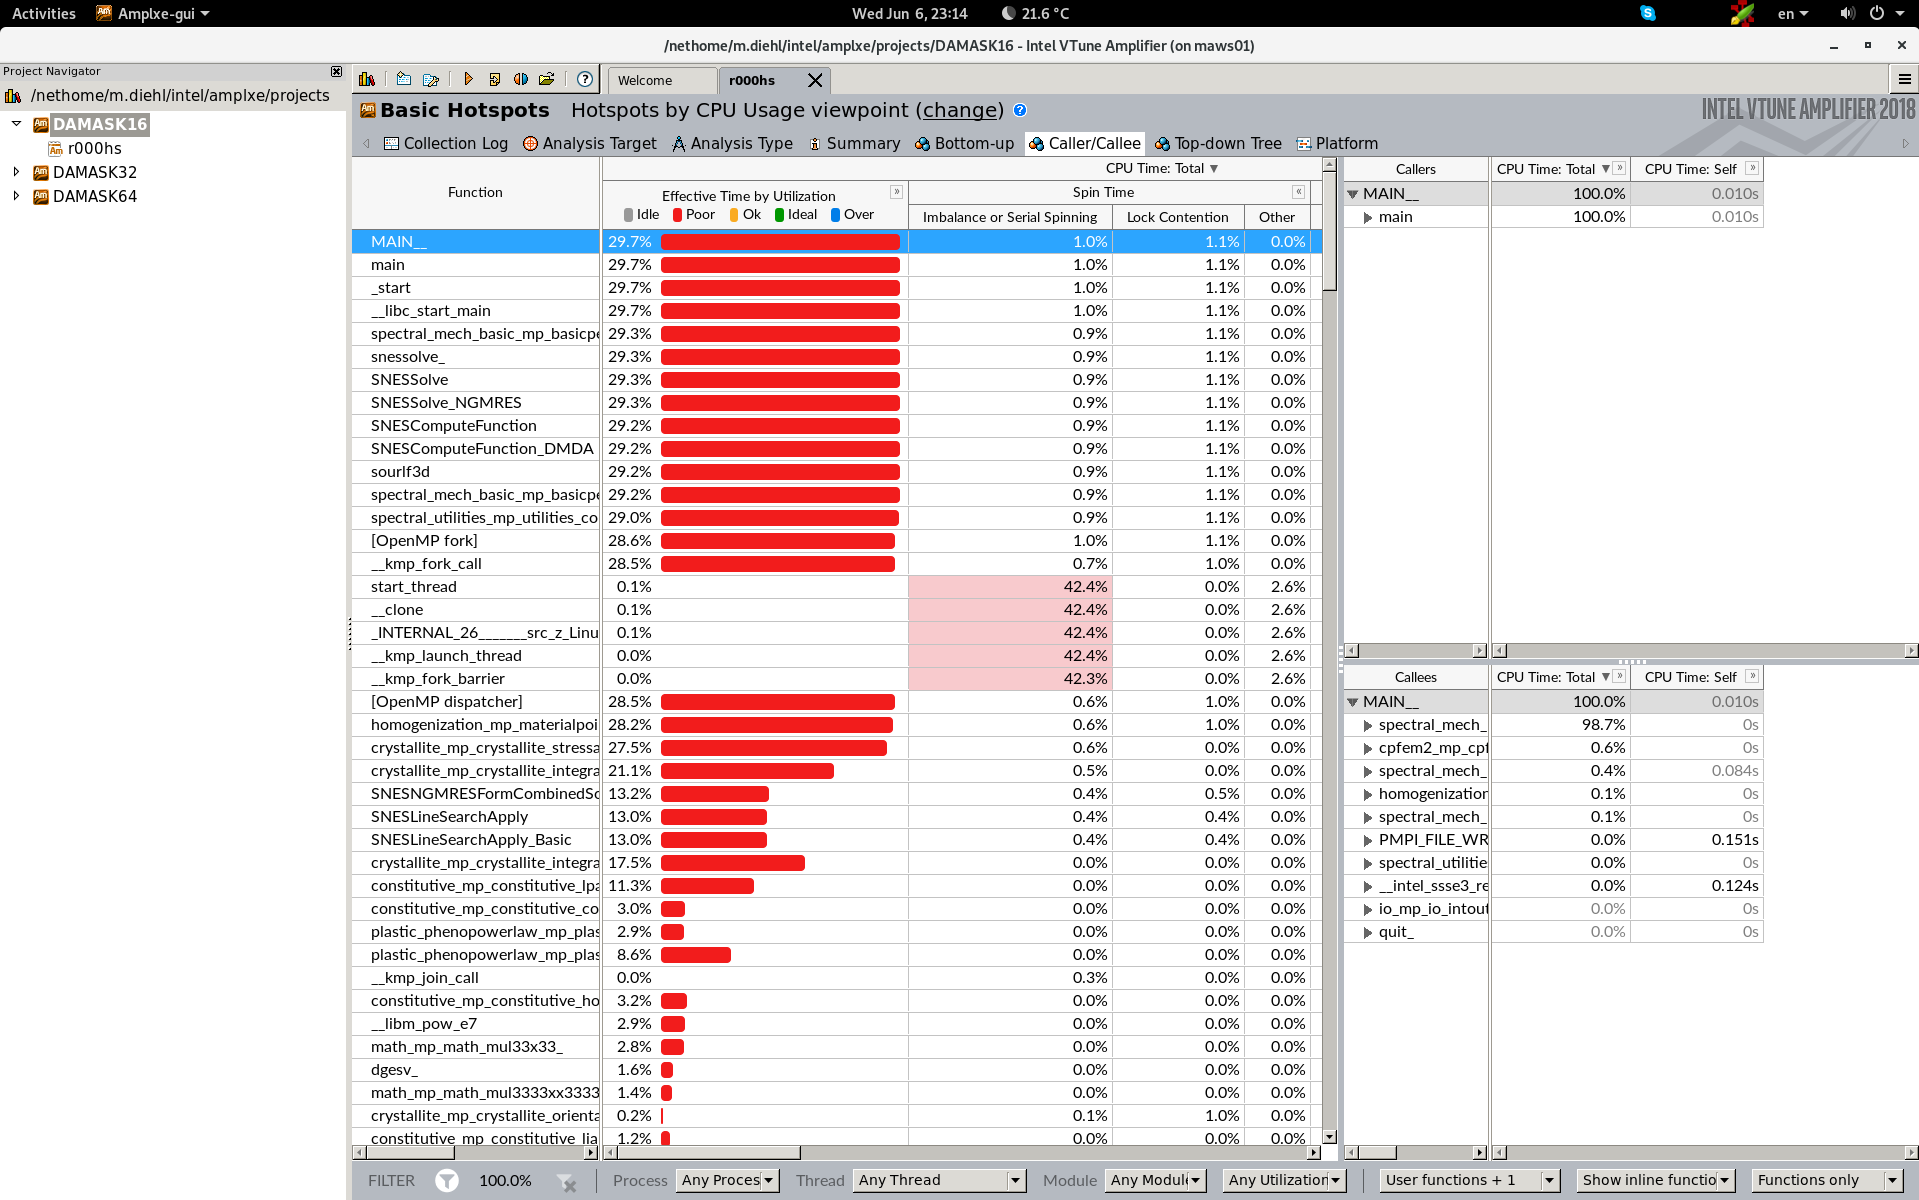 Activities Amplxe-gui Wed Jun 6, 23:14 21.6 °C en
/nethome/m.diehl/intel/amplxe/projects/DAMASK16 - Intel VTune Amplifier (on maws01)
Project Navigator
/nethome/m.diehl/intel/amplxe/projects
DAMASK16
r000hs
DAMASK32
DAMASK64
Welcome r000hs
Basic Hotspots Hotspots by CPU Usage viewpoint (change) ?
INTEL VTUNE AMPLIFIER 2018
Collection Log Analysis Target Analysis Type Summary Bottom-up Caller/Callee Top-down Tree Platform
Function
CPU Time: Total
Effective Time by Utilization
Idle Poor Ok Ideal Over
Spin Time
Imbalance or Serial Spinning Lock Contention Other
MAIN__ 29.7% 1.0% 1.1% 0.0%
main 29.7% 1.0% 1.1% 0.0%
_start 29.7% 1.0% 1.1% 0.0%
__libc_start_main 29.7% 1.0% 1.1% 0.0%
spectral_mech_basic_mp_basicpe 29.3% 0.9% 1.1% 0.0%
snessolve_ 29.3% 0.9% 1.1% 0.0%
SNESSolve 29.3% 0.9% 1.1% 0.0%
SNESSolve_NGMRES 29.3% 0.9% 1.1% 0.0%
SNESComputeFunction 29.2% 0.9% 1.1% 0.0%
SNESComputeFunction_DMDA 29.2% 0.9% 1.1% 0.0%
sourlf3d 29.2% 0.9% 1.1% 0.0%
spectral_mech_basic_mp_basicpe 29.2% 0.9% 1.1% 0.0%
spectral_utilities_mp_utilities_co 29.0% 0.9% 1.1% 0.0%
[OpenMP fork] 28.6% 1.0% 1.1% 0.0%
__kmp_fork_call 28.5% 0.7% 1.0% 0.0%
start_thread 0.1% 42.4% 0.0% 2.6%
__clone 0.1% 42.4% 0.0% 2.6%
_INTERNAL_26_______src_z_Linu 0.1% 42.4% 0.0% 2.6%
__kmp_launch_thread 0.0% 42.4% 0.0% 2.6%
__kmp_fork_barrier 0.0% 42.3% 0.0% 2.6%
[OpenMP dispatcher] 28.5% 0.6% 1.0% 0.0%
homogenization_mp_materialpoi 28.2% 0.6% 1.0% 0.0%
crystallite_mp_crystallite_stressa 27.5% 0.6% 0.0% 0.0%
crystallite_mp_crystallite_integra 21.1% 0.5% 0.0% 0.0%
SNESNGMRESFormCombinedSo 13.2% 0.4% 0.5% 0.0%
SNESLineSearchApply 13.0% 0.4% 0.4% 0.0%
SNESLineSearchApply_Basic 13.0% 0.4% 0.4% 0.0%
crystallite_mp_crystallite_integra 17.5% 0.0% 0.0% 0.0%
constitutive_mp_constitutive_lpa 11.3% 0.0% 0.0% 0.0%
constitutive_mp_constitutive_co 3.0% 0.0% 0.0% 0.0%
plastic_phenopowerlaw_mp_plas 2.9% 0.0% 0.0% 0.0%
plastic_phenopowerlaw_mp_plas 8.6% 0.0% 0.0% 0.0%
__kmp_join_call 0.0% 0.3% 0.0% 0.0%
constitutive_mp_constitutive_ho 3.2% 0.0% 0.0% 0.0%
__libm_pow_e7 2.9% 0.0% 0.0% 0.0%
math_mp_math_mul33x33_ 2.8% 0.0% 0.0% 0.0%
dgesv_ 1.6% 0.0% 0.0% 0.0%
math_mp_math_mul3333xx3333 1.4% 0.0% 0.0% 0.0%
crystallite_mp_crystallite_orienta 0.2% 0.1% 1.0% 0.0%
constitutive_mp_constitutive_lia 1.2% 0.0% 0.0% 0.0%
Callers CPU Time: Total CPU Time: Self
MAIN__ 100.0% 0.010s
main 100.0% 0.010s
Callees CPU Time: Total CPU Time: Self
MAIN__ 100.0% 0.010s
spectral_mech_ 98.7% 0s
cpfem2_mp_cpf 0.6% 0s
spectral_mech_ 0.4% 0.084s
homogenization 0.1% 0s
spectral_mech_ 0.1% 0s
PMPI_FILE_WR 0.0% 0.151s
spectral_utilitie 0.0% 0s
__intel_ssse3_re 0.0% 0.124s
io_mp_io_intout 0.0% 0s
quit_ 0.0% 0s
FILTER 100.0% Process Any Proces Thread Any Thread Module Any Module Any Utilization User functions + 1 Show inline functio Functions only